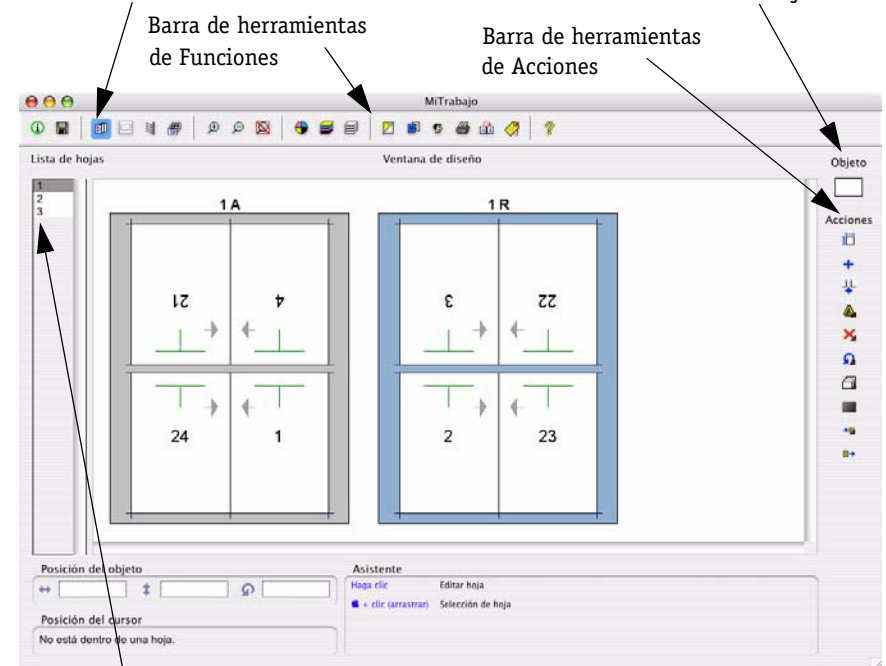 Barra de herramientas
de Funciones
Barra de herramientas
de Acciones
MiTrabajo
Lista de hojas
Ventana de diseño
Objeto
1
2
3
1 A
1 R
Acciones
21
4
3
22
24
1
2
23
Posición del objeto
Asistente
Haga clic
Editar hoja
+ clic (arrastrar)
Selección de hoja
Posición del cursor
No está dentro de una hoja.